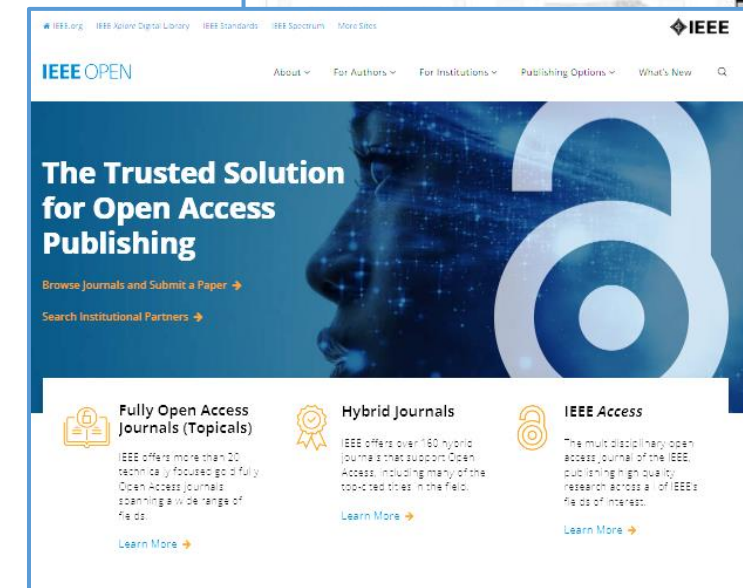 IEEE.org IEEE Xplore Digital Library IEEE Standards IEEE Spectrum More Sites
IEEE
IEEE OPEN
About For Authors For Institutions Publishing Options What's New
The Trusted Solution
for Open Access
Publishing
Browse Journals and Submit a Paper →
Search Institutional Partners →
Fully Open Access
Journals (Topicals)
IEEE offers more than 20
technically focused gold fully
Open Access journals
spanning a wide range of
fields.
Learn More →
Hybrid Journals
IEEE offers over 160 hybrid
journals that support Open
Access, including many of the
top-cited titles in the field.
Learn More →
IEEE Access
The multidisciplinary open
access journal of the IEEE,
publishing high quality
research across all of IEEE's
fields of interest.
Learn More →